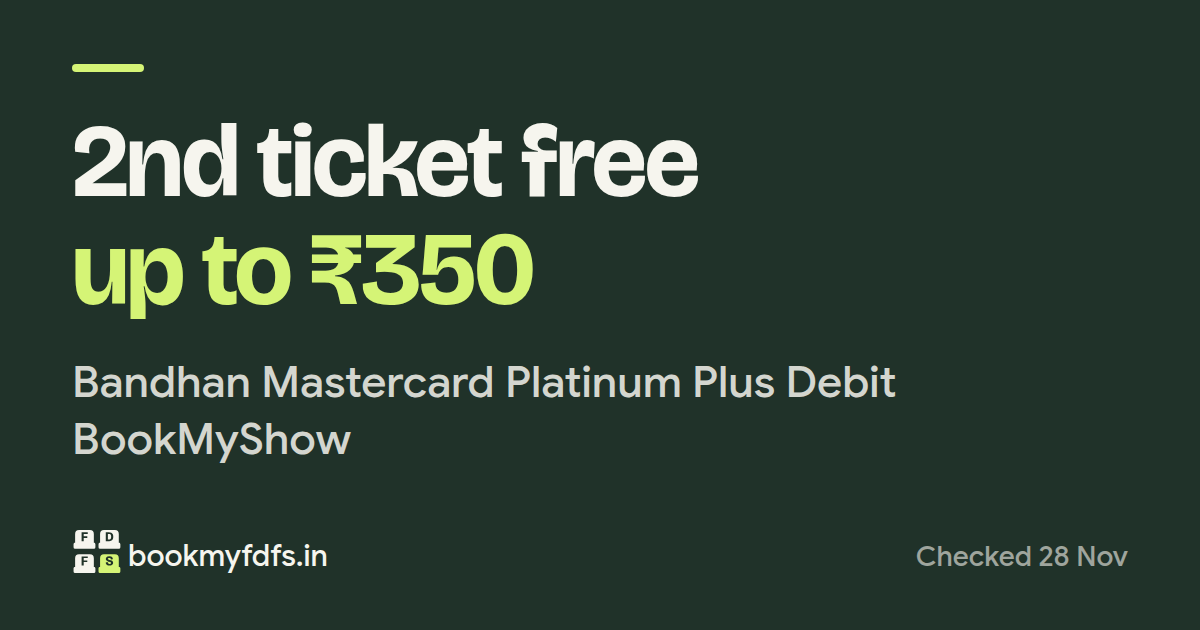 2nd ticket free
up to ₹350
Bandhan Mastercard Platinum Plus Debit
BookMyShow
F D
F S
bookmyfdfs.in
Checked 28 Nov